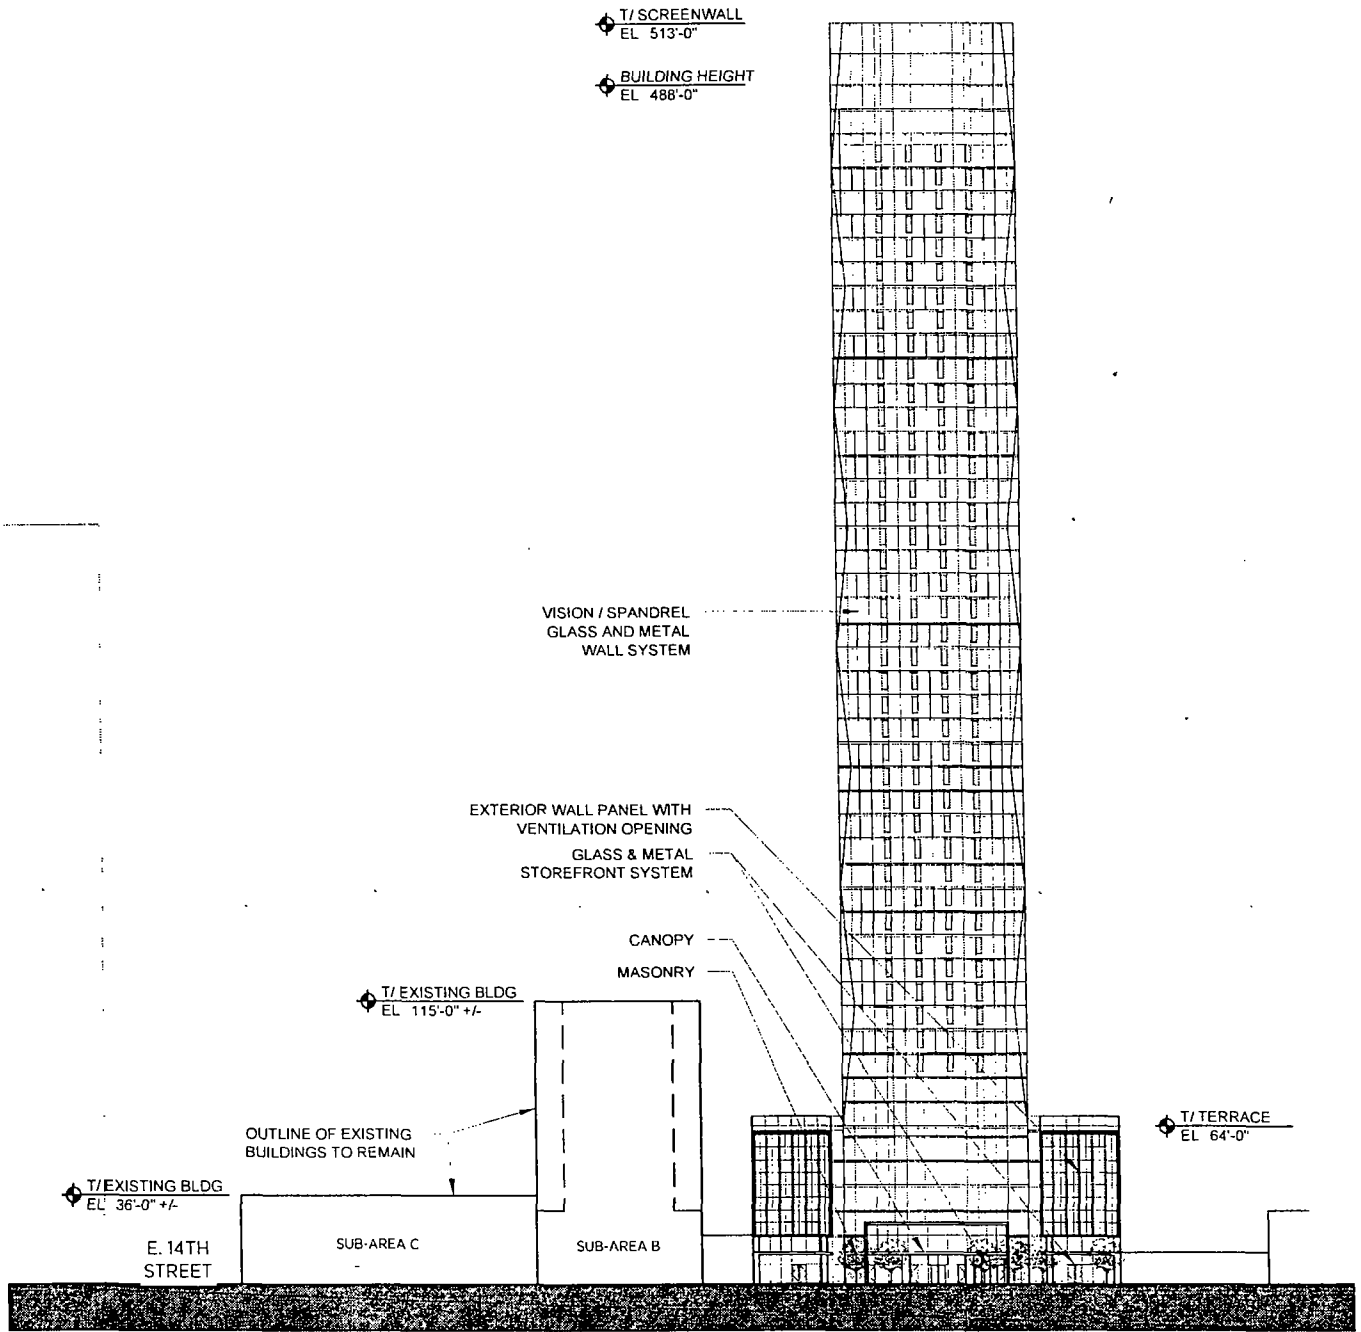 T/ SCREENWALL
EL 513'-0"
BUILDING HEIGHT
EL 488'-0"
VISION / SPANDREL
GLASS AND METAL
WALL SYSTEM
EXTERIOR WALL PANEL WITH
VENTILATION OPENING
GLASS & METAL
STOREFRONT SYSTEM
CANOPY
MASONRY
T/ EXISTING BLDG
EL 115'-0" +/-
OUTLINE OF EXISTING
BUILDINGS TO REMAIN
T/ TERRACE
EL 64'-0"
T/ EXISTING BLDG
EL 36'-0" +/-
E. 14TH
STREET
SUB-AREA C
SUB-AREA B